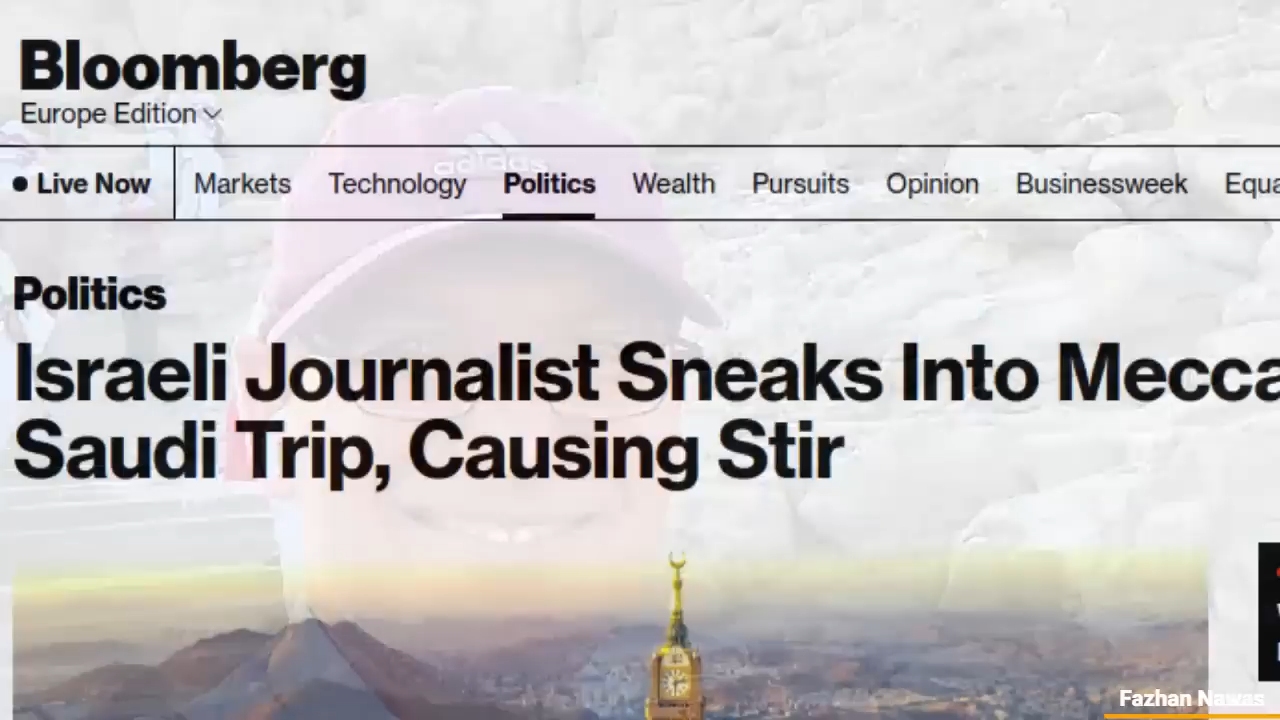 Bloomberg
Europe Edition
Live Now Markets Technology Politics Wealth Pursuits Opinion Businessweek
adidas
Politics
Israeli Journalist Sneaks Into Mecca
Saudi Trip, Causing Stir
Fazhan Nawas